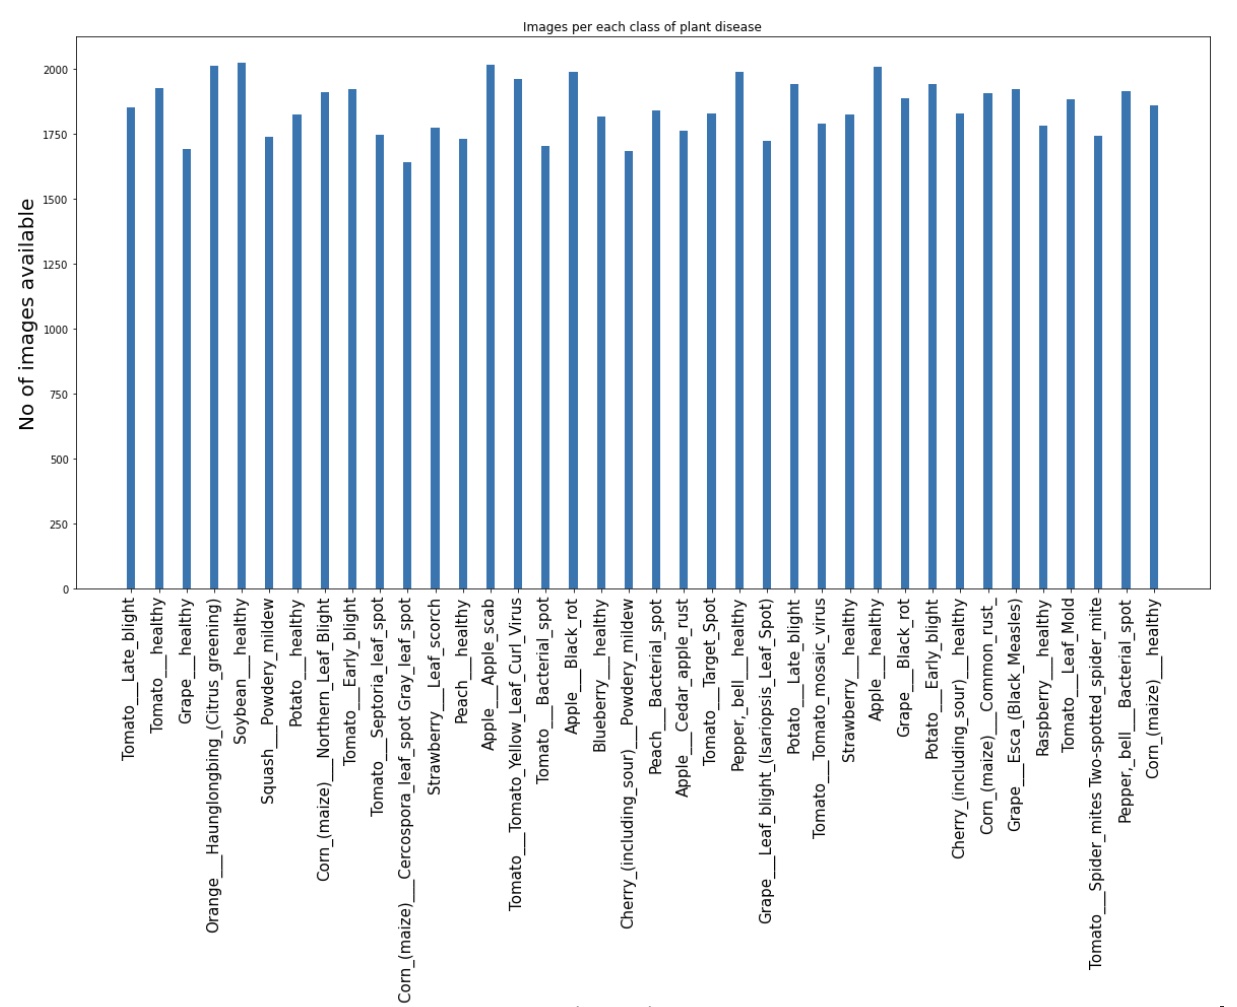 Images per each class of plant disease
No of images available
2000
1750
1500
1250
1000
750
500
250
0
Tomato___Late_blight
Tomato___healthy
Grape___healthy
Orange___Haunglongbing_(Citrus_greening)
Soybean___healthy
Squash___Powdery_mildew
Potato___healthy
Corn_(maize)___Northern_Leaf_Blight
Tomato___Early_blight
Tomato___Septoria_leaf_spot
Corn_(maize)___Cercospora_leaf_spot Gray_leaf_spot
Strawberry___Leaf_scorch
Peach___healthy
Apple___Apple_scab
Tomato___Tomato_Yellow_Leaf_Curl_Virus
Tomato___Bacterial_spot
Apple___Black_rot
Blueberry___healthy
Cherry_(including_sour)___Powdery_mildew
Peach___Bacterial_spot
Apple___Cedar_apple_rust
Tomato___Target_Spot
Pepper,_bell___healthy
Grape___Leaf_blight_(Isariopsis_Leaf_Spot)
Potato___Late_blight
Tomato___Tomato_mosaic_virus
Strawberry___healthy
Apple___healthy
Grape___Black_rot
Potato___Early_blight
Cherry_(including_sour)___healthy
Corn_(maize)___Common_rust_
Grape___Esca_(Black_Measles)
Raspberry___healthy
Tomato___Leaf_Mold
Tomato___Spider_mites Two-spotted_spider_mite
Pepper,_bell___Bacterial_spot
Corn_(maize)___healthy